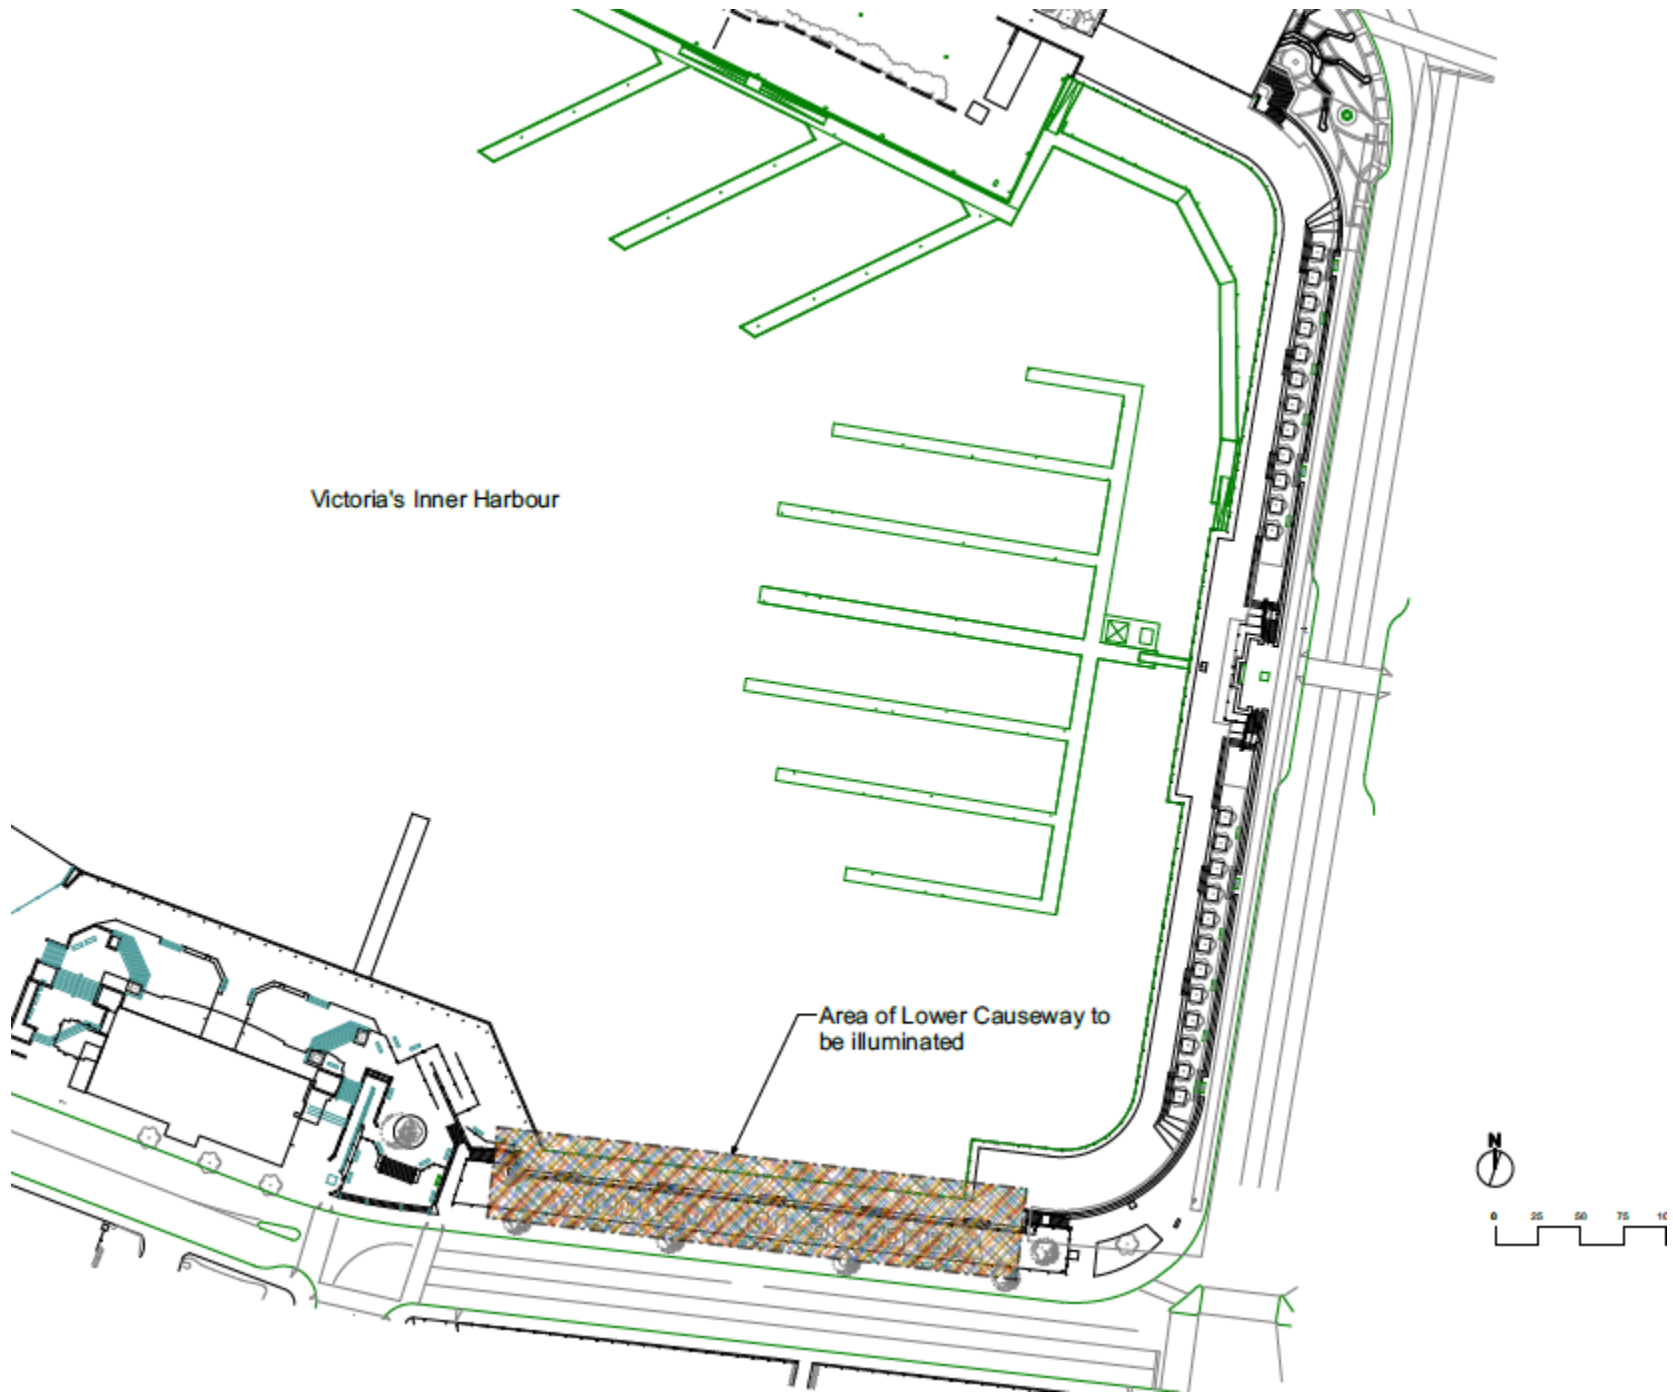 Victoria's Inner Harbour
Area of Lower Causeway to
be illuminated
N
0 25 50 75